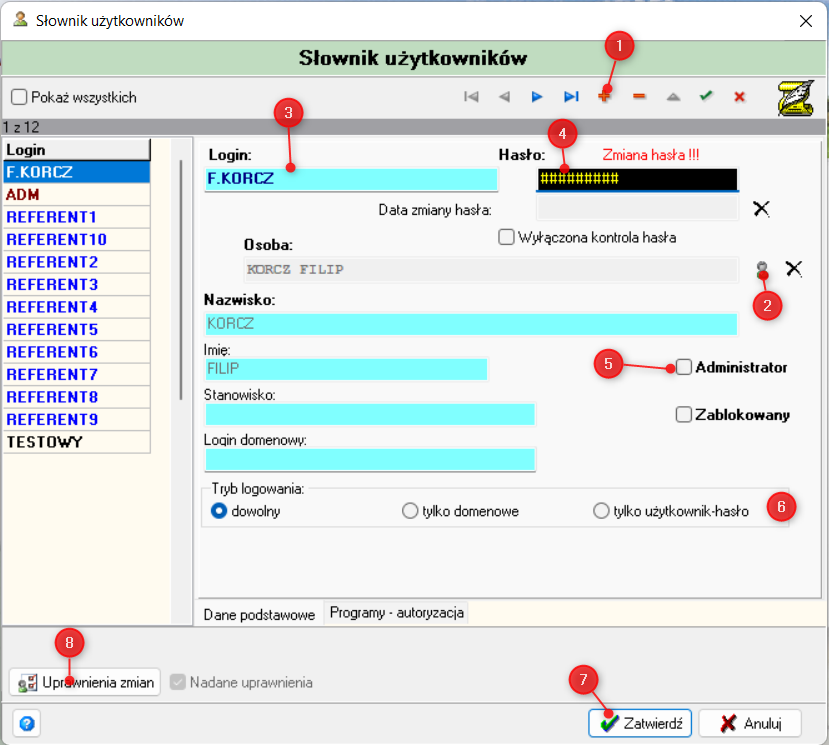 Słownik użytkowników
Słownik użytkowników
1
Pokaż wszystkich
1 z 12
Login
F.KORCZ
ADM
REFERENT1
REFERENT10
REFERENT2
REFERENT3
REFERENT4
REFERENT5
REFERENT6
REFERENT7
REFERENT8
REFERENT9
TESTOWY
3
4
Login:
Hasło:
Zmiana hasła !!!
F.KORCZ
#########
Data zmiany hasła:
Wyłączona kontrola hasła
Osoba:
KORCZ FILIP
2
Nazwisko:
KORCZ
Imię:
FILIP
5
Administrator
Stanowisko:
Zablokowany
Login domenowy:
Tryb logowania:
dowolny
tylko domenowe
tylko użytkownik-hasło
6
Dane podstawowe
Programy - autoryzacja
8
Uprawnienia zmian
Nadane uprawnienia
7
?
Zatwierdź
Anuluj